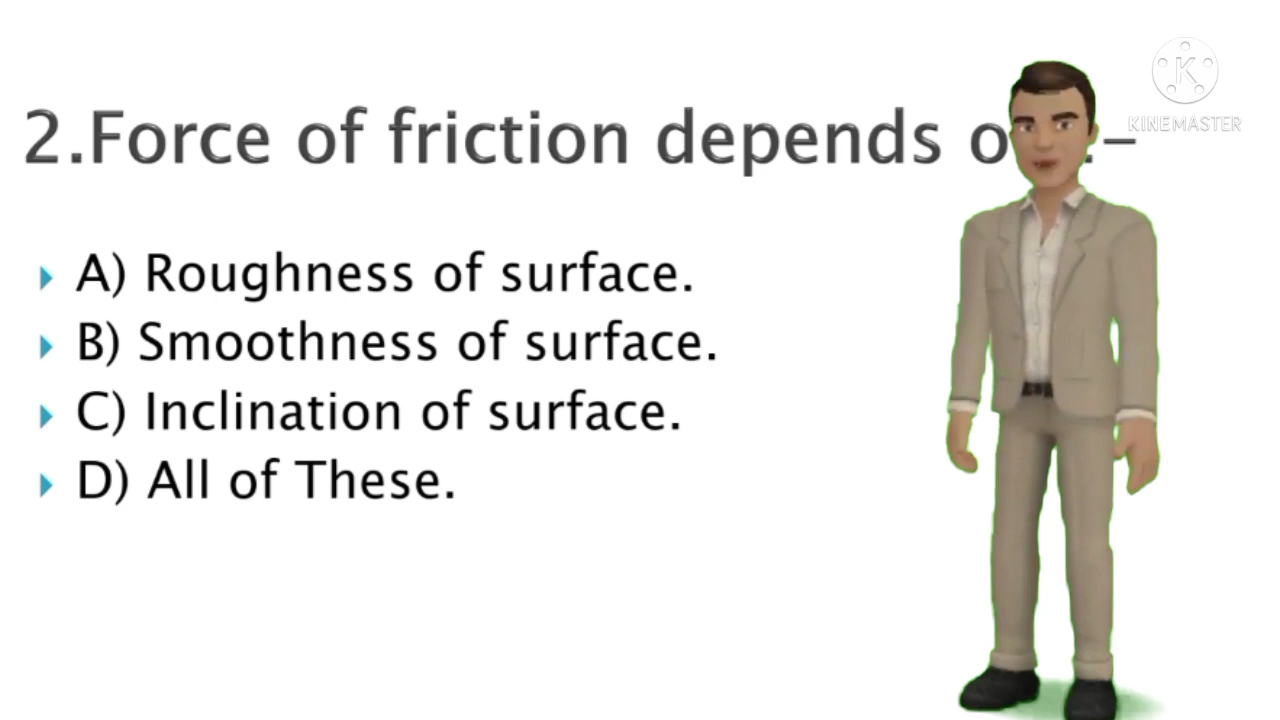 2.Force of friction depends
A) Roughness of surface.
B) Smoothness of surface.
C) Inclination of surface.
D) All of These.
K
KINEMASTER